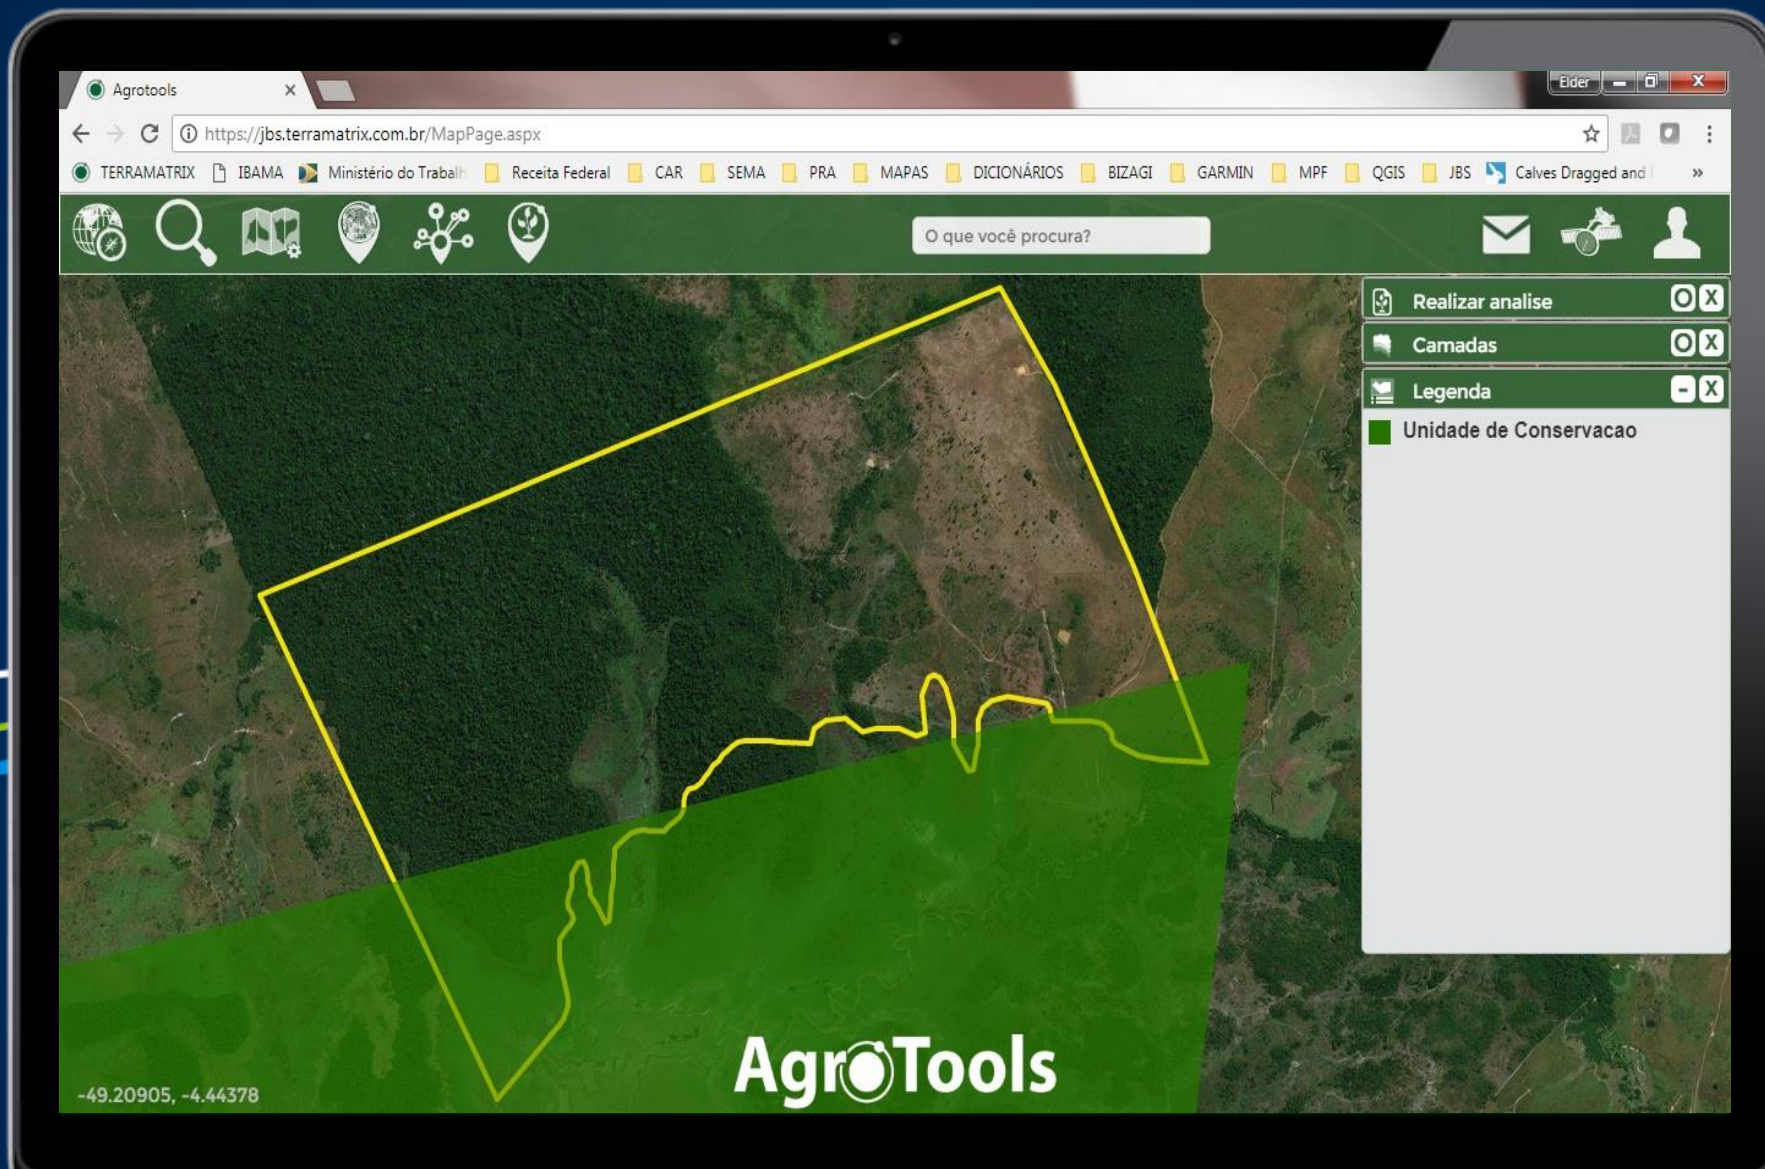 Agrotools
Elder
https://jbs.terramatrix.com.br/MapPage.aspx
TERRAMATRIX IBAMA Ministério do Trabalh Receita Federal CAR SEMA PRA MAPAS DICIONÁRIOS BIZAGI GARMIN MPF QGIS JBS Calves Dragged and »
O que você procura?
Realizar analise O X
Camadas O X
Legenda - X
Unidade de Conservacao
AgroTools
-49.20905, -4.44378